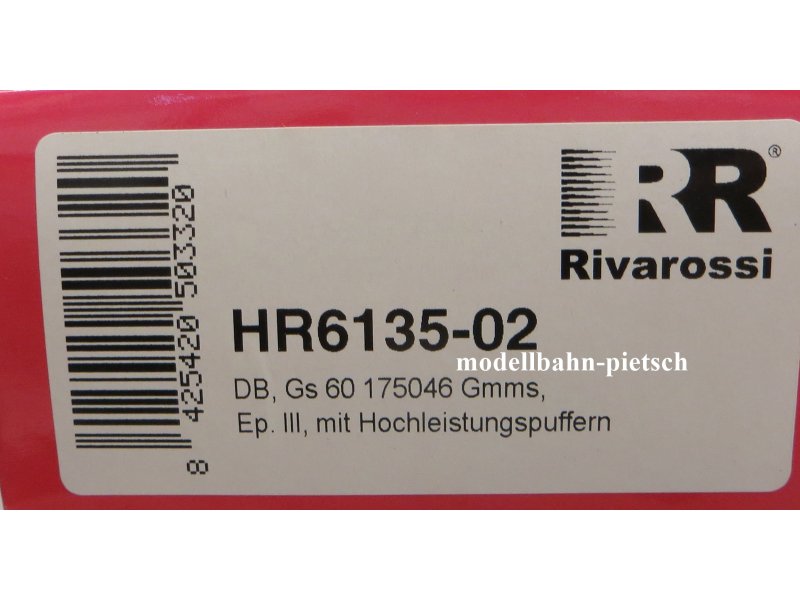 RR®
Rivarossi
HR6135-02
modellbahn-pietsch
DB, Gs 60 175046 Gmms,
Ep. III, mit Hochleistungspuffern
8 425420 503320